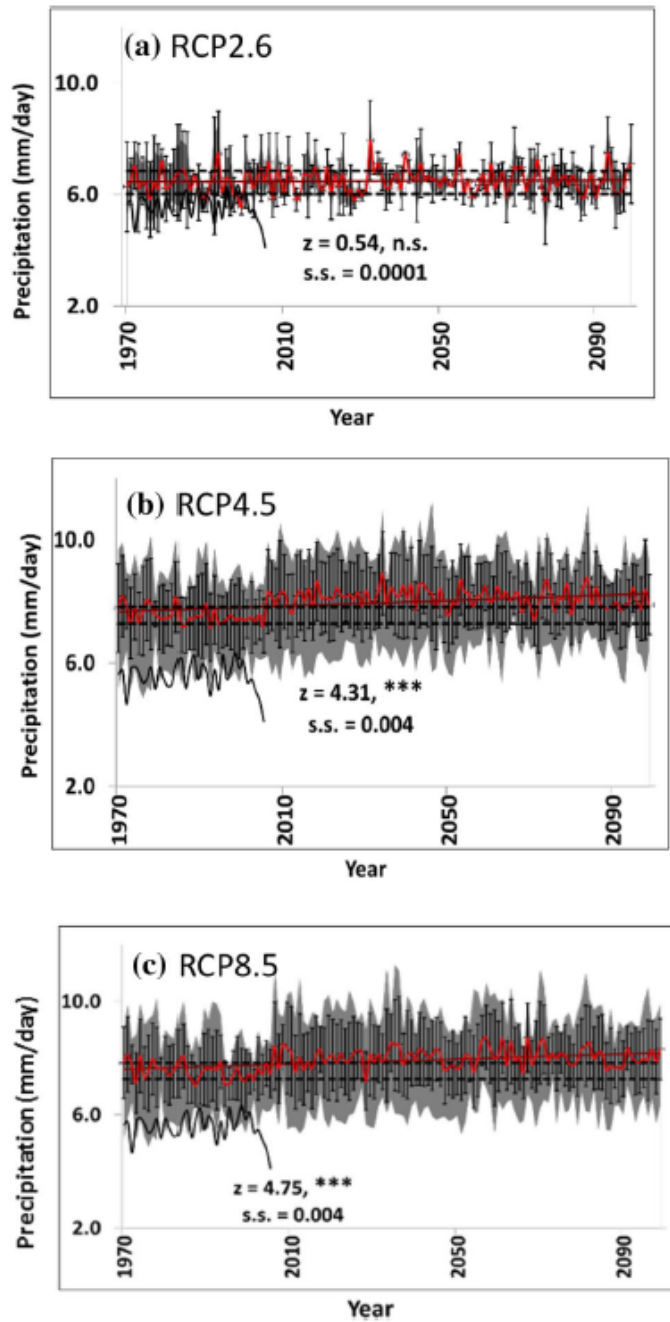 (a) RCP2.6
Precipitation (mm/day)
10.0
6.0
2.0
z = 0.54, n.s.
s.s. = 0.0001
1970
2010
2050
2090
Year
(b) RCP4.5
Precipitation (mm/day)
10.0
6.0
2.0
z = 4.31, ***
s.s. = 0.004
1970
2010
2050
2090
Year
(c) RCP8.5
Precipitation (mm/day)
10.0
6.0
2.0
z = 4.75, ***
s.s. = 0.004
1970
2010
2050
2090
Year